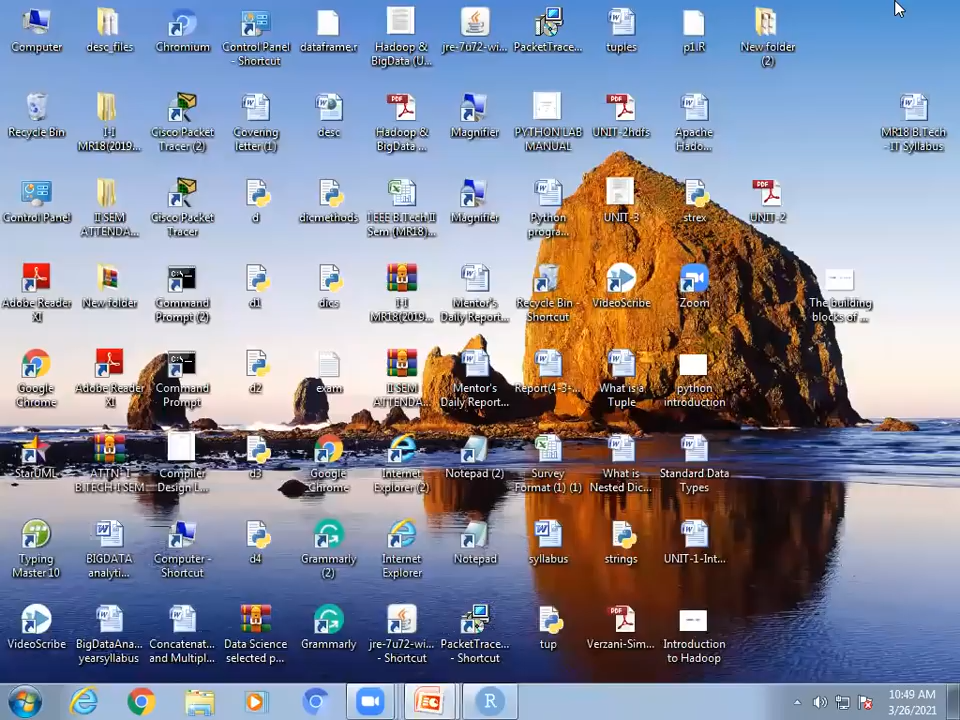 Computer
desc_files
Chromium
Control Panel
- Shortcut
dataframe.r
Hadoop &
BigData (U...
jre-7u72-wi...
PacketTrace...
tuples
p1.R
New folder
(2)
Recycle Bin
I-I
MR18(2019...
Cisco Packet
Tracer (2)
Covering
letter (1)
desc
Hadoop &
BigData ...
Magnifier
PYTHON LAB
MANUAL
UNIT-2hdfs
Apache
Hado...
MR18 B.Tech
- IT Syllabus
Control Panel
II SEM
ATTENDA...
Cisco Packet
Tracer
d
dicmethods
I EEE B.Tech II
Sem (MR18)...
Magnifier
Python
progra...
UNIT-3
strex
UNIT-2
Adobe Reader
XI
New folder
Command
Prompt (2)
d1
dics
I-I
MR18(2019...
Mentor's
Daily Report...
Recycle Bin -
Shortcut
VideoScribe
Zoom
The building
blocks of ...
Google
Chrome
Adobe Reader
XI
Command
Prompt
d2
exam
II SEM
ATTENDA...
Mentor's
Daily Report...
Report(4-3-...
What is a
Tuple
python
introduction
StarUML
ATTN-1
B.TECH-I SEM
Compiler
Design L...
d3
Google
Chrome
Internet
Explorer (2)
Notepad (2)
Survey
Format (1) (1)
What is
Nested Dic...
Standard Data
Types
Typing
Master 10
BIGDATA
analyti...
Computer -
Shortcut
d4
Grammarly
(2)
Internet
Explorer
Notepad
syllabus
strings
UNIT-1-Int...
VideoScribe
BigDataAna...
yearsyllabus
Concatenat...
and Multipl...
Data Science
selected p...
Grammarly
jre-7u72-wi...
- Shortcut
PacketTrace...
- Shortcut
tup
Verzani-Sim...
Introduction
to Hadoop
10:49 AM
3/26/2021